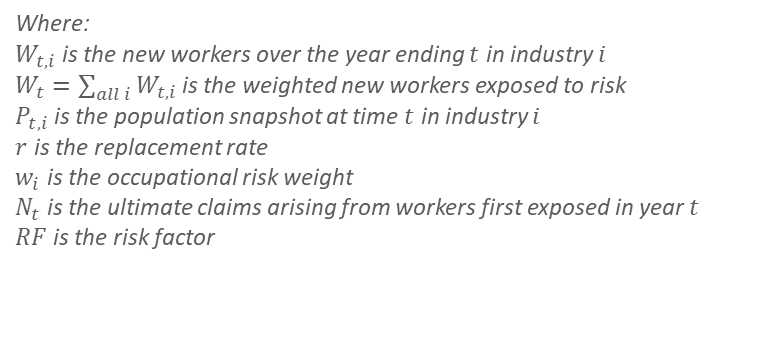 Where:
W_{t,i} is the new workers over the year ending t in industry i
W_t = ∑_{all i} W_{t,i} is the weighted new workers exposed to risk
P_{t,i} is the population snapshot at time t in industry i
r is the replacement rate
w_i is the occupational risk weight
N_t is the ultimate claims arising from workers first exposed in year t
RF is the risk factor